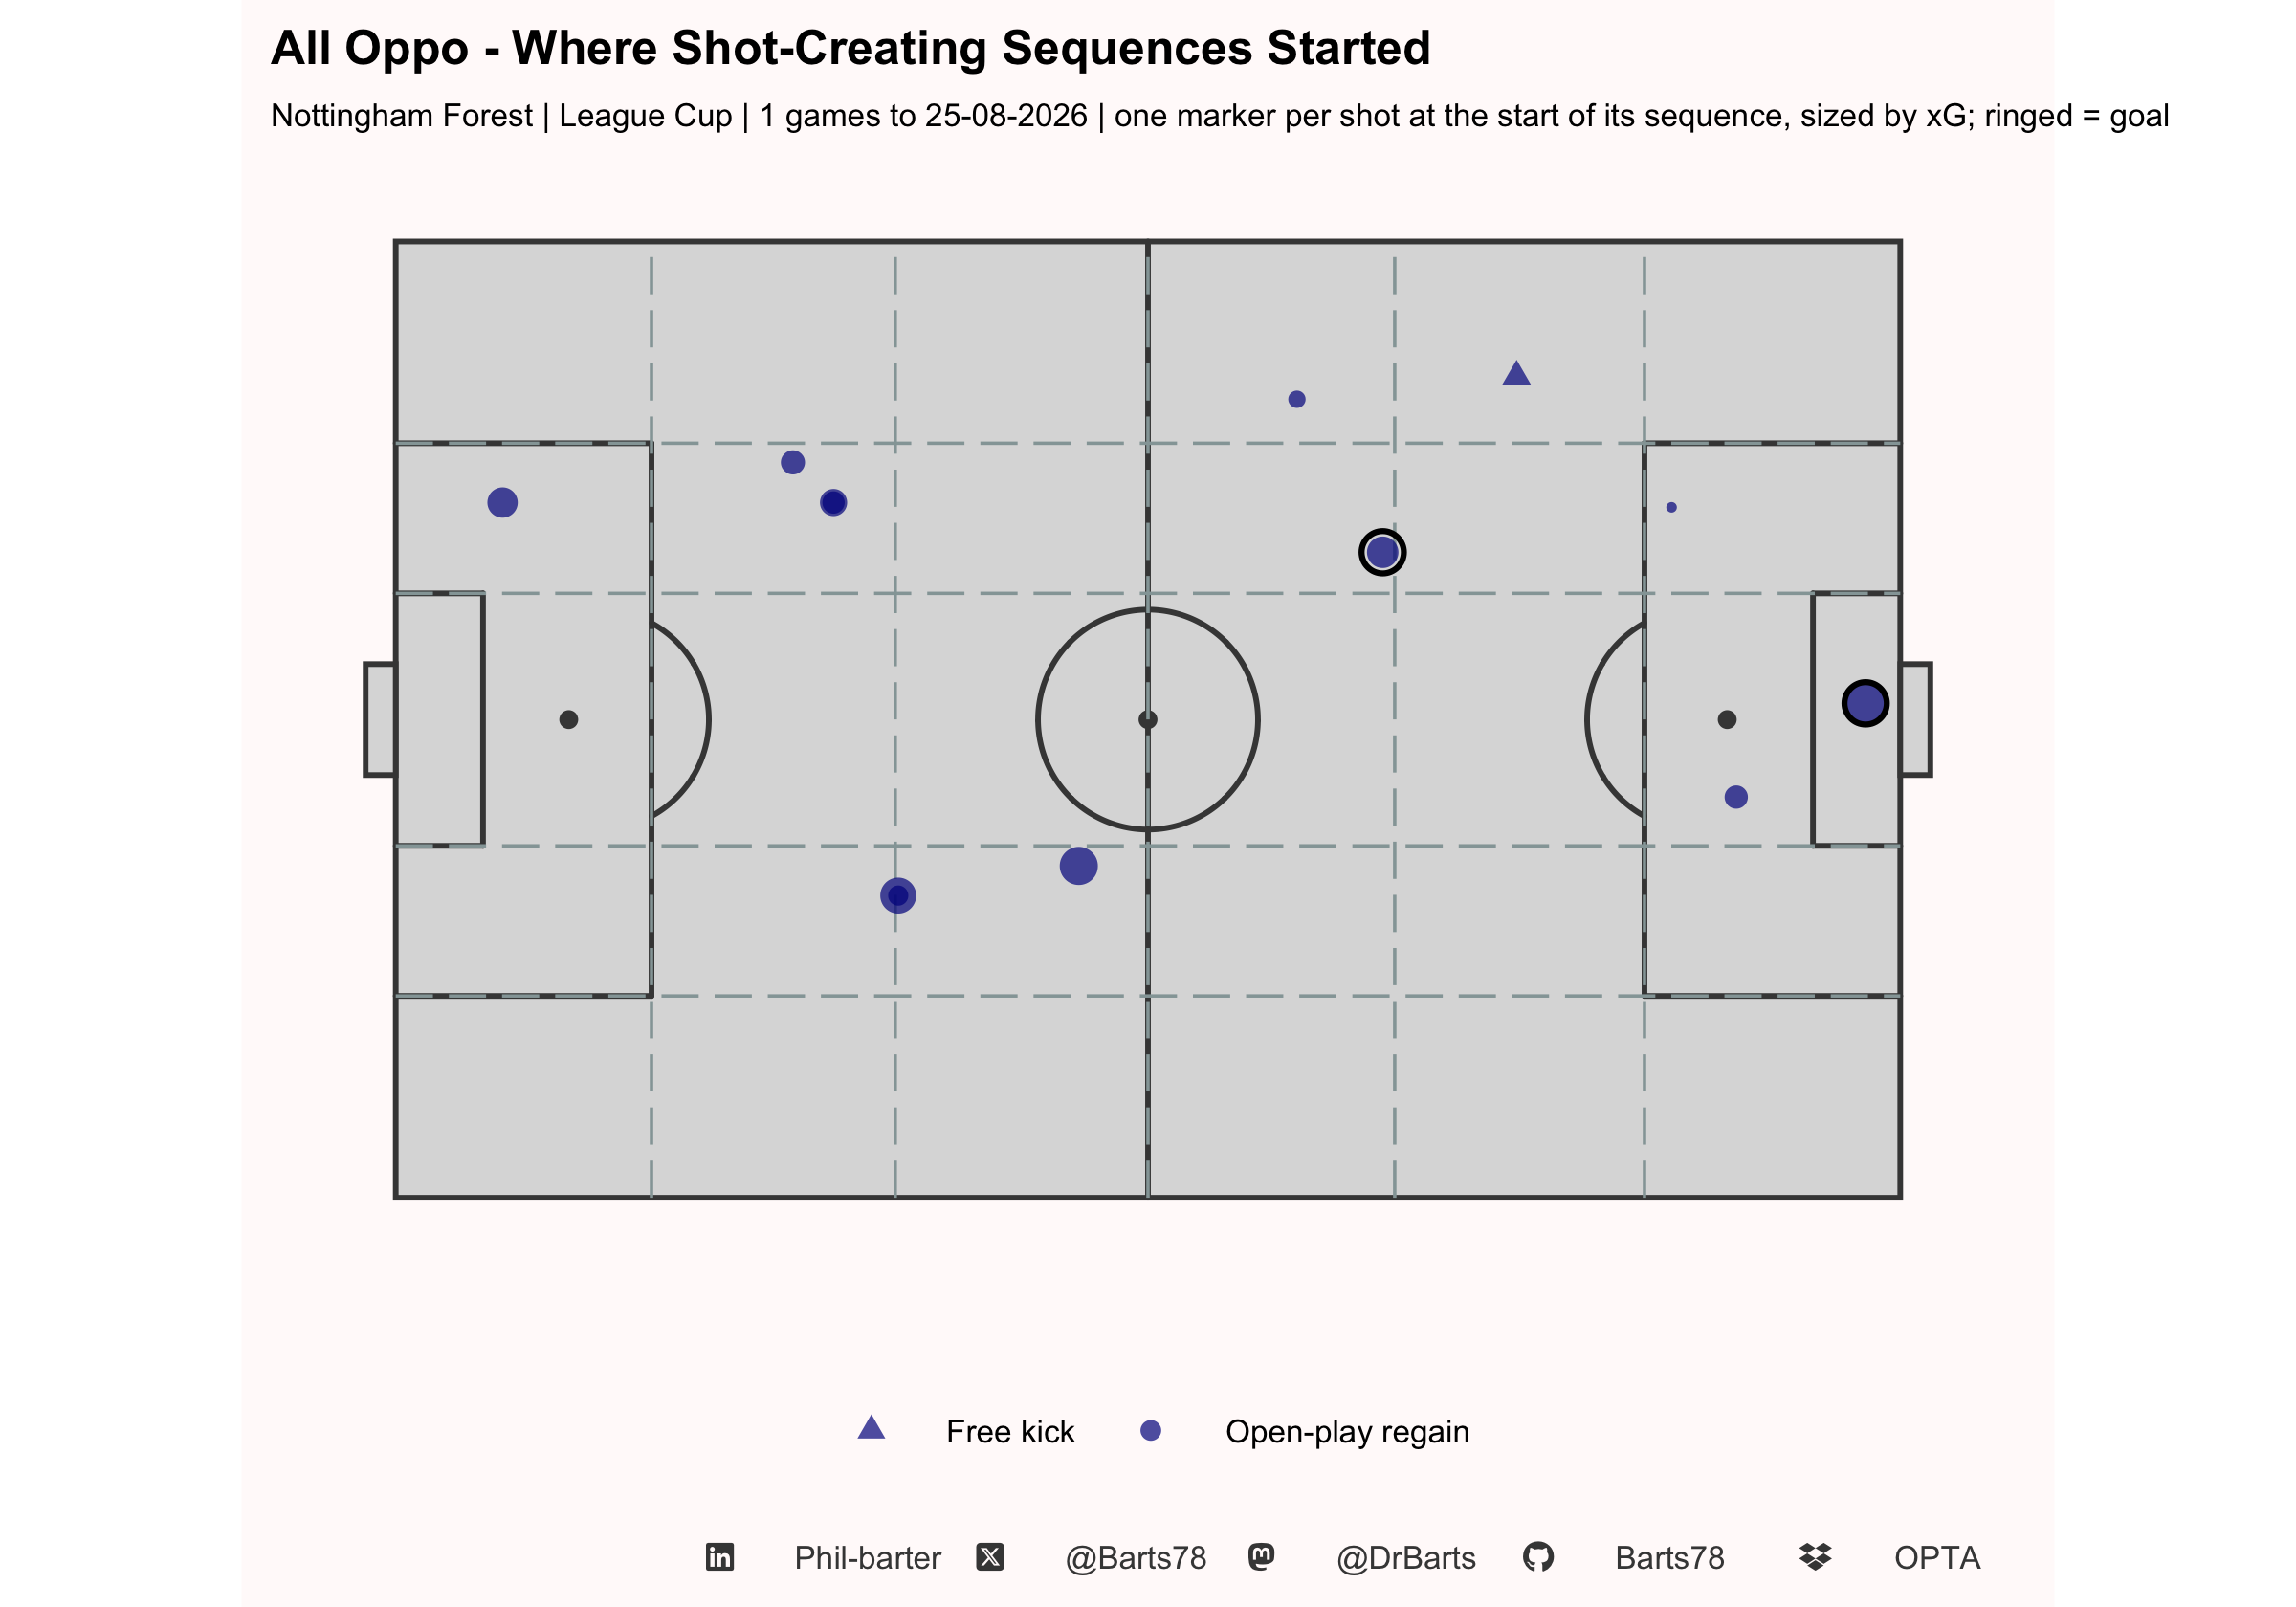 All Oppo - Where Shot-Creating Sequences Started
Nottingham Forest | League Cup | 1 games to 25-08-2026 | one marker per shot at the start of its sequence, sized by xG; ringed = goal
Free kick Open-play regain
Phil-barter @Barts78 @DrBarts Barts78 OPTA